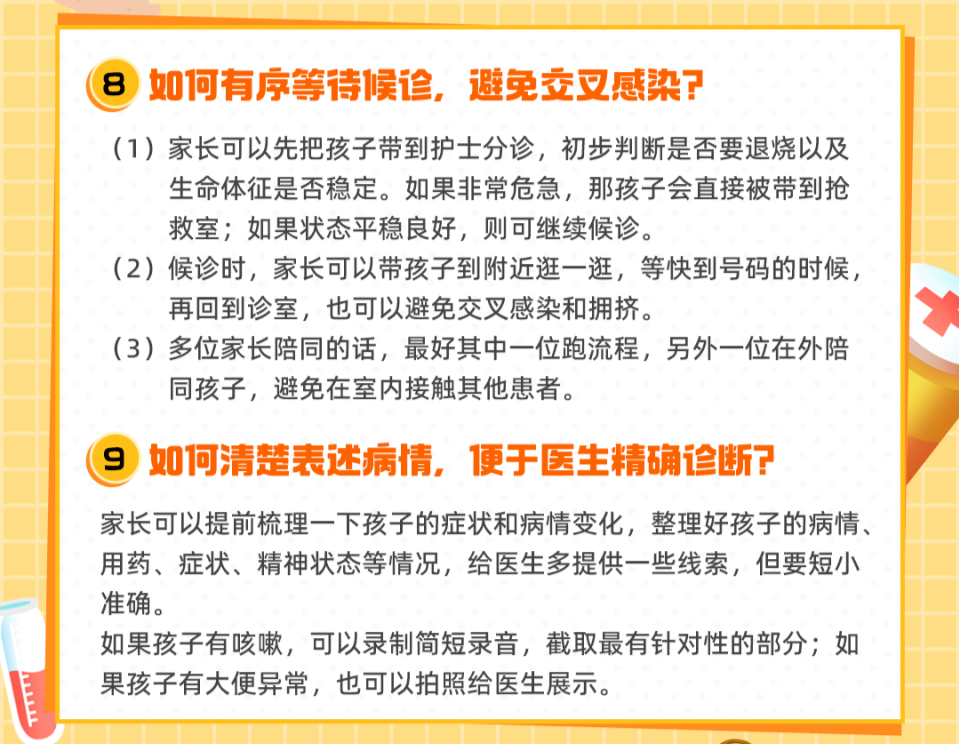 8 如何有序等待候诊，避免交叉感染？
（1）家长可以先把孩子带到护士分诊，初步判断是否要退烧以及
生命体征是否稳定。如果非常危急，那孩子会直接被带到抢
救室；如果状态平稳良好，则可继续候诊。
（2）候诊时，家长可以带孩子到附近逛一逛，等快到号码的时候，
再回到诊室，也可以避免交叉感染和拥挤。
（3）多位家长陪同的话，最好其中一位跑流程，另外一位在外陪
同孩子，避免在室内接触其他患者。
9 如何清楚表述病情，便于医生精确诊断？
家长可以提前梳理一下孩子的症状和病情变化，整理好孩子的病情、
用药、症状、精神状态等情况，给医生多提供一些线索，但要短小
准确。
如果孩子有咳嗽，可以录制简短录音，截取最有针对性的部分；如
果孩子有大便异常，也可以拍照给医生展示。